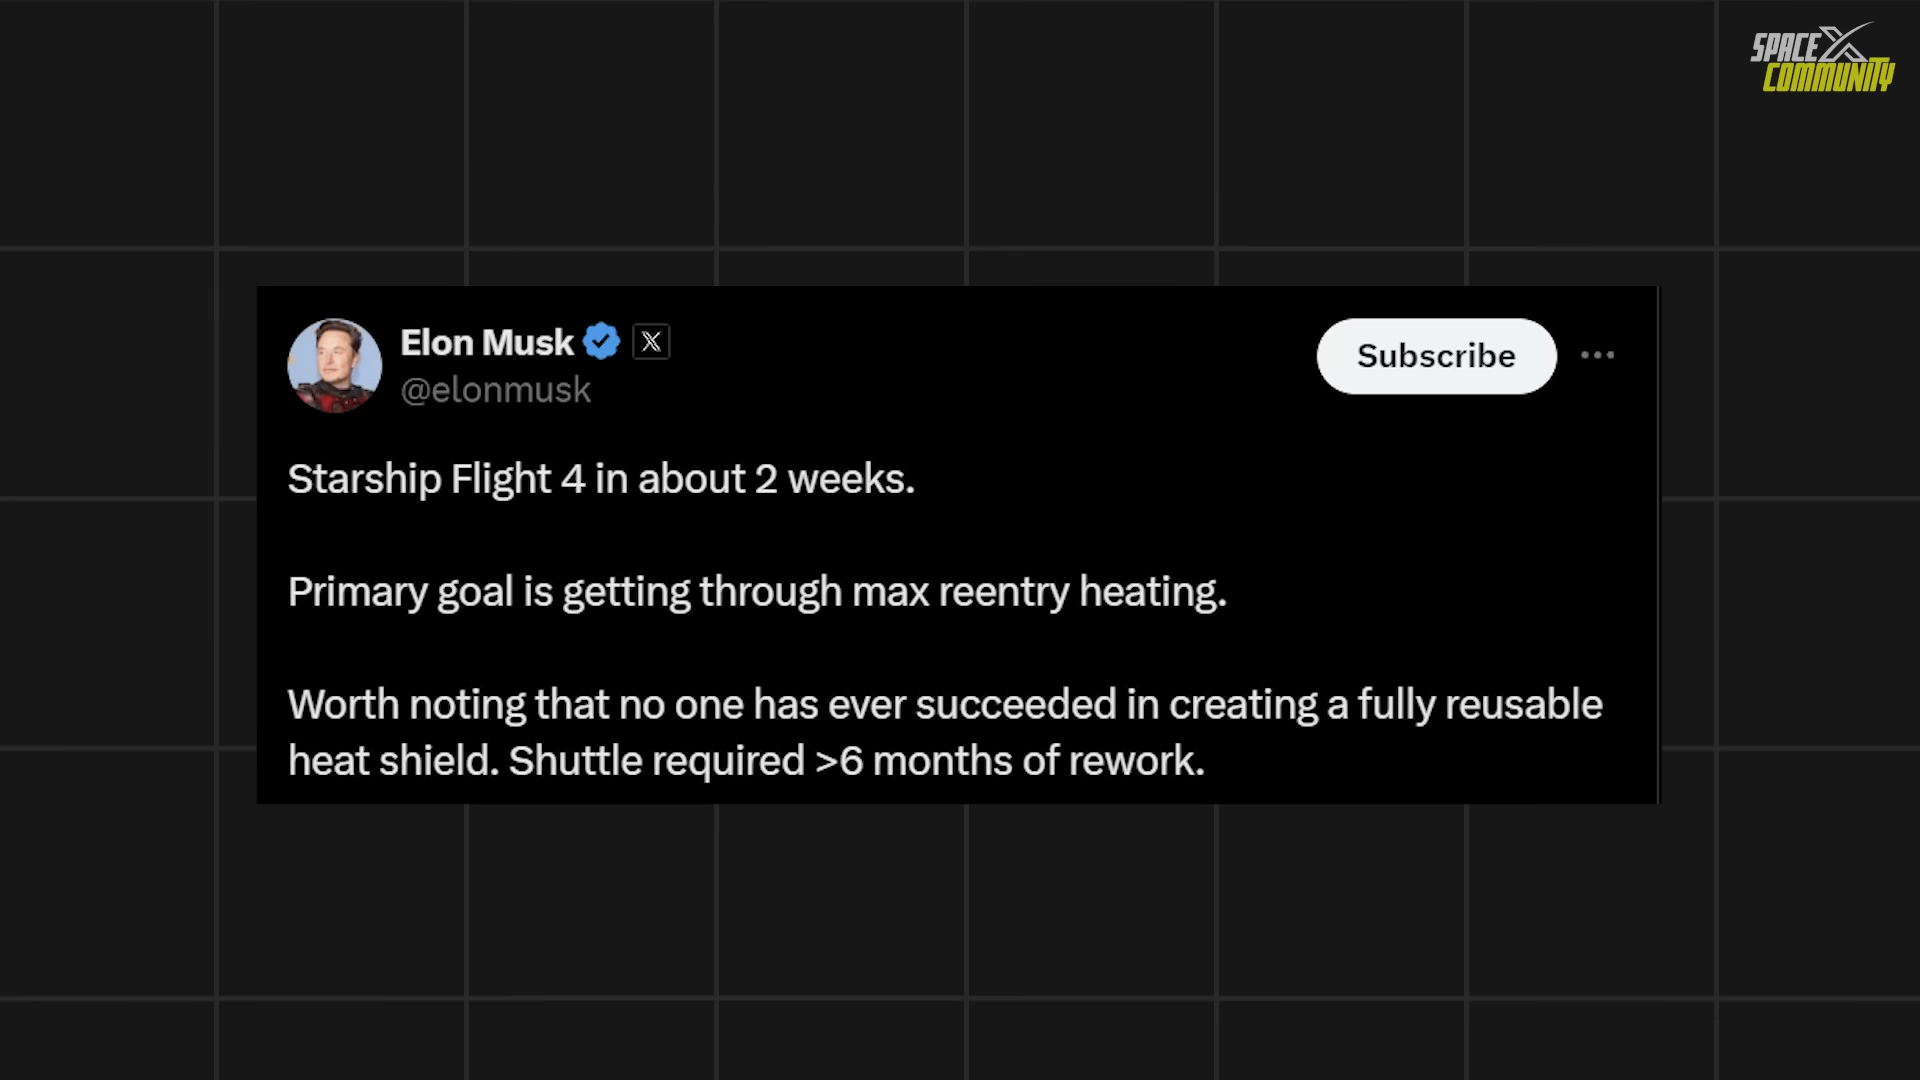 SPACEX
COMMUNITY
Elon Musk
@elonmusk
Subscribe
Starship Flight 4 in about 2 weeks.
Primary goal is getting through max reentry heating.
Worth noting that no one has ever succeeded in creating a fully reusable
heat shield. Shuttle required >6 months of rework.